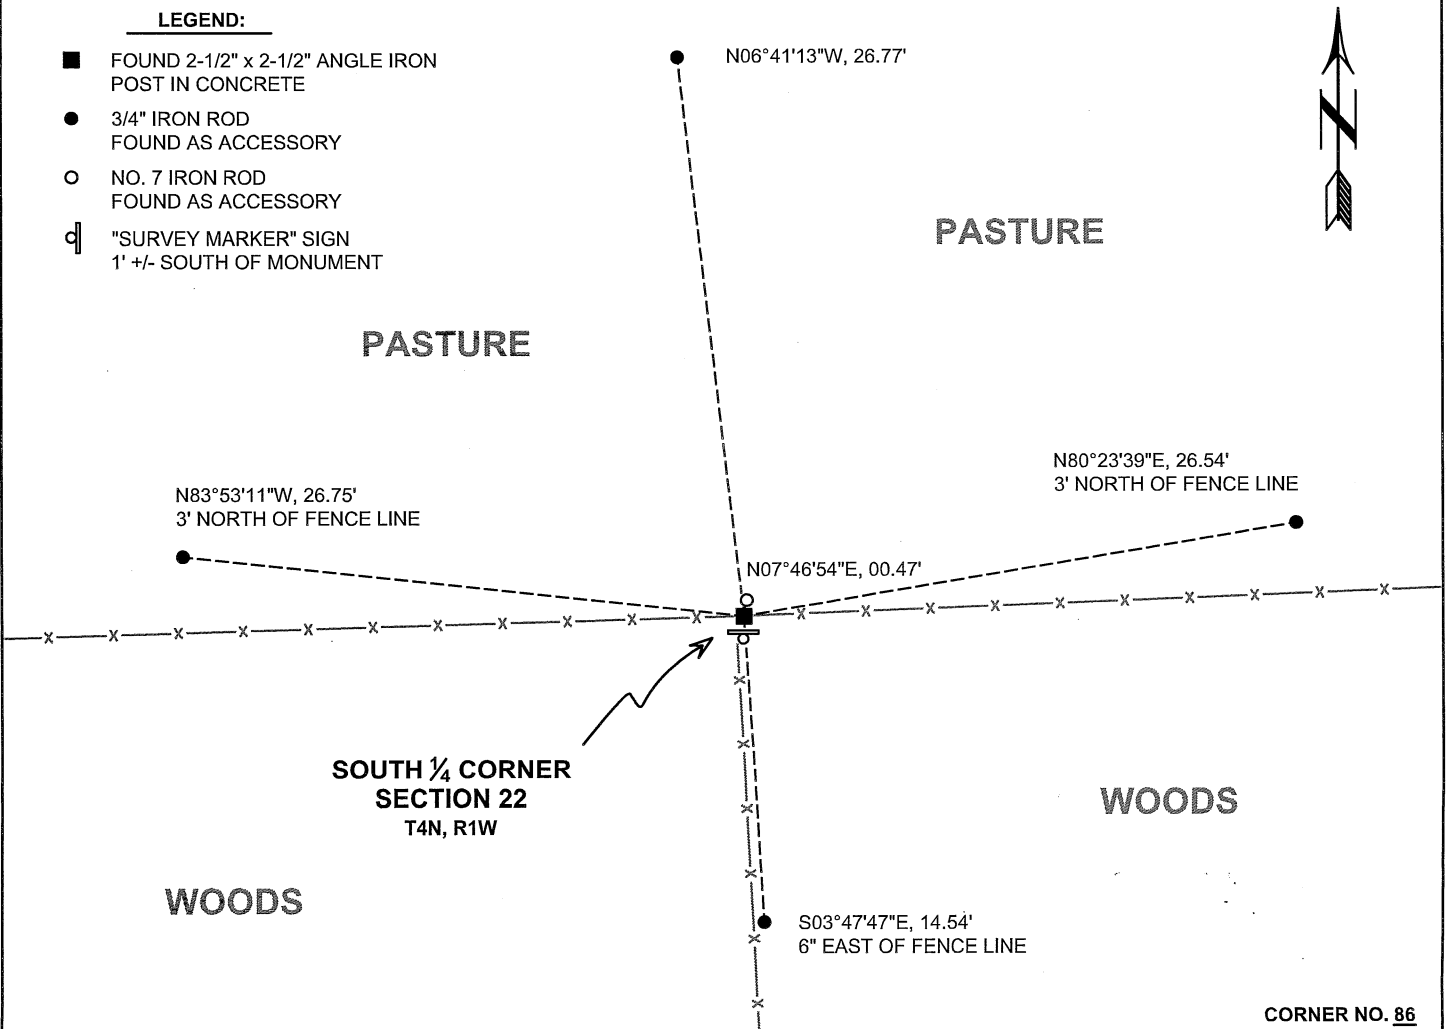 LEGEND:
FOUND 2-1/2" x 2-1/2" ANGLE IRON
POST IN CONCRETE
3/4" IRON ROD
FOUND AS ACCESSORY
NO. 7 IRON ROD
FOUND AS ACCESSORY
"SURVEY MARKER" SIGN
1' +/- SOUTH OF MONUMENT
N06°41'13"W, 26.77'
N
PASTURE
PASTURE
N80°23'39"E, 26.54'
3' NORTH OF FENCE LINE
N83°53'11"W, 26.75'
3' NORTH OF FENCE LINE
N07°46'54"E, 00.47'
SOUTH 1/4 CORNER
SECTION 22
T4N, R1W
WOODS
WOODS
S03°47'47"E, 14.54'
6" EAST OF FENCE LINE
CORNER NO. 86